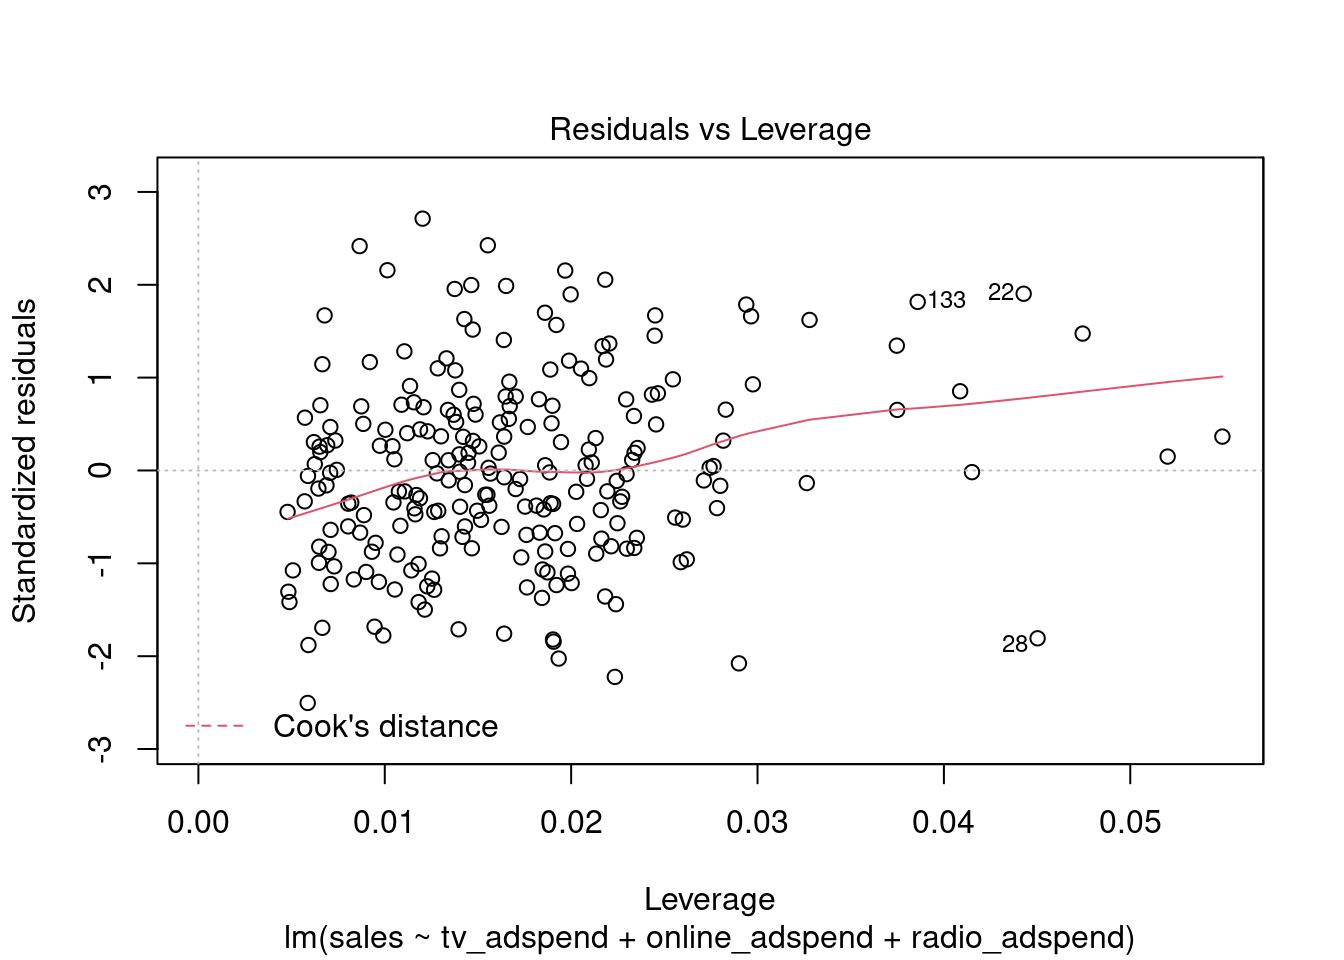 Residuals vs Leverage
Standardized residuals
3
2
1
0
-1
-2
-3
133
22
28
Cook's distance
0.00 0.01 0.02 0.03 0.04 0.05
Leverage
lm(sales ~ tv_adspend + online_adspend + radio_adspend)